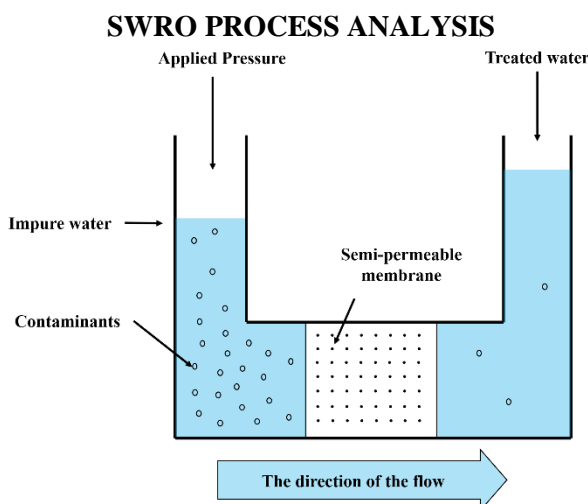 SWRO PROCESS ANALYSIS
Applied Pressure
Treated water
Impure water
Semi-permeable
membrane
Contaminants
The direction of the flow